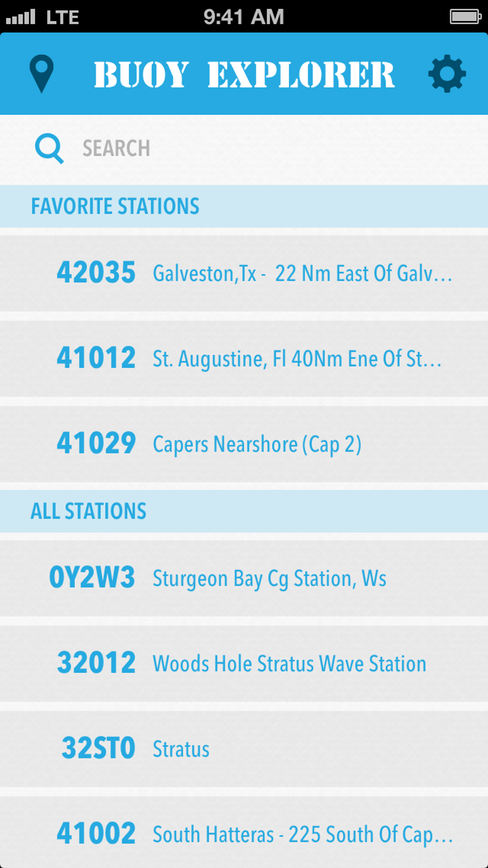 LTE 9:41 AM
BUOY EXPLORER
SEARCH
FAVORITE STATIONS
42035 Galveston,Tx - 22 Nm East Of Galv…
41012 St. Augustine, Fl 40Nm Ene Of St…
41029 Capers Nearshore (Cap 2)
ALL STATIONS
0Y2W3 Sturgeon Bay Cg Station, Ws
32012 Woods Hole Stratus Wave Station
32ST0 Stratus
41002 South Hatteras - 225 South Of Cap…